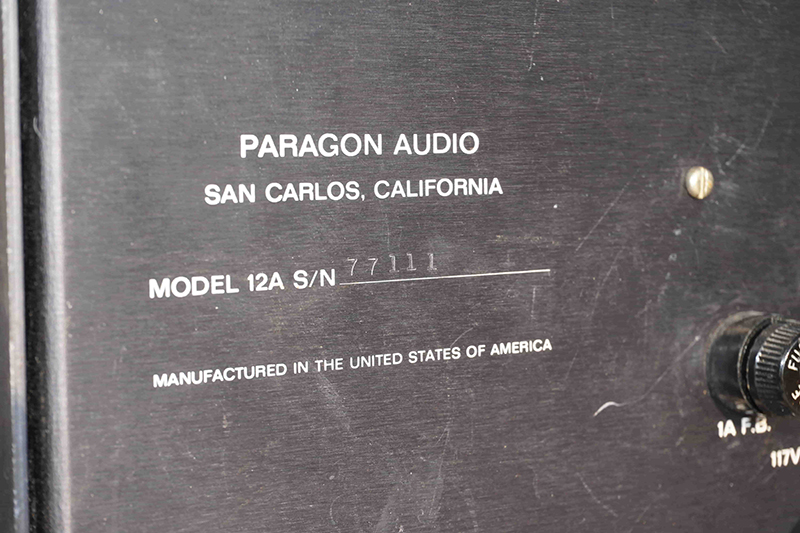 PARAGON AUDIO
SAN CARLOS, CALIFORNIA
MODEL 12A S/N 77111
MANUFACTURED IN THE UNITED STATES OF AMERICA
1A F.B.
117V